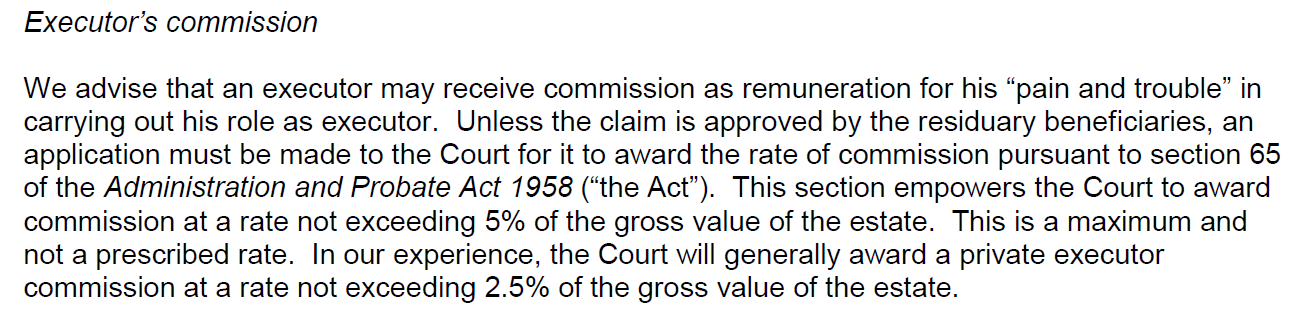 Executor's commission
We advise that an executor may receive commission as remuneration for his “pain and trouble” in
carrying out his role as executor.  Unless the claim is approved by the residuary beneficiaries, an
application must be made to the Court for it to award the rate of commission pursuant to section 65
of the Administration and Probate Act 1958 (“the Act”).  This section empowers the Court to award
commission at a rate not exceeding 5% of the gross value of the estate.  This is a maximum and
not a prescribed rate.  In our experience, the Court will generally award a private executor
commission at a rate not exceeding 2.5% of the gross value of the estate.